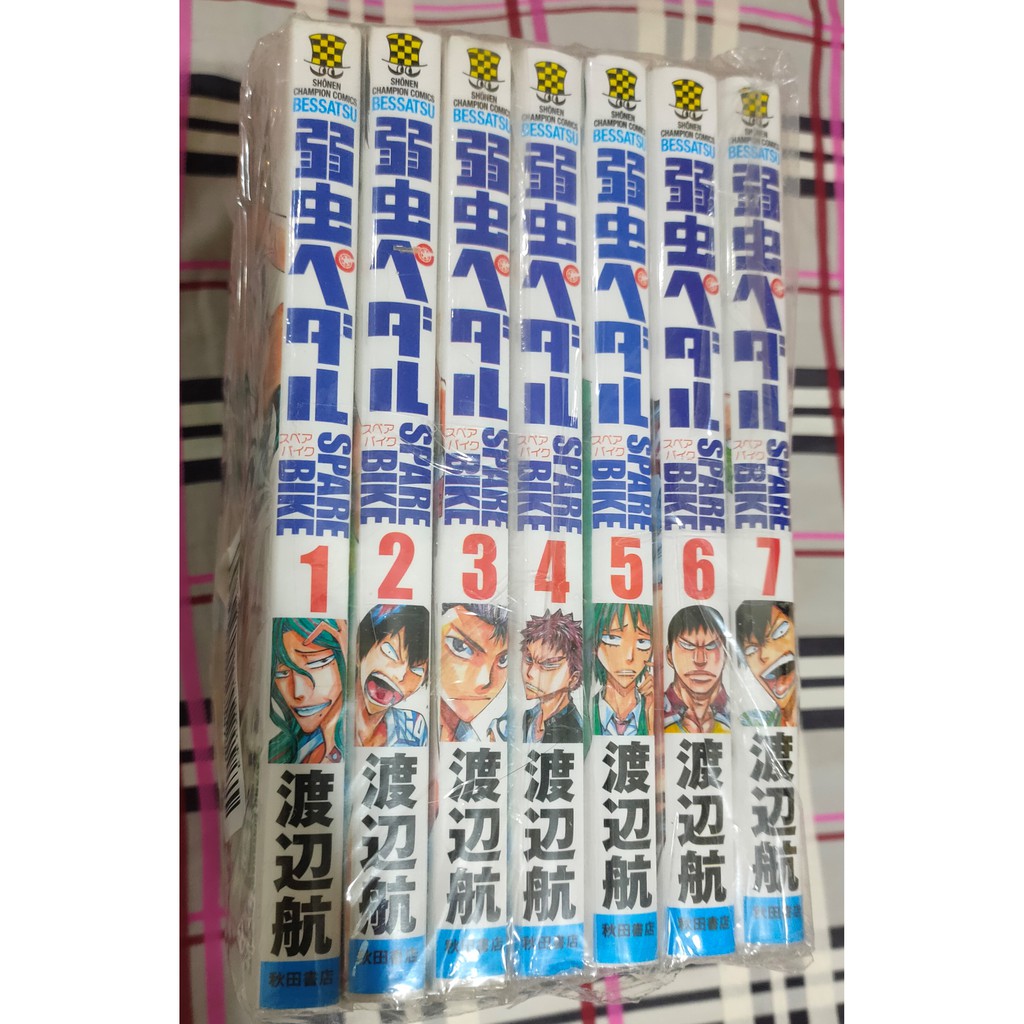 SHŌNEN
CHAMPION COMICS
BESSATSU
弱虫ペダル
スペアバイク
SPARE
BIKE
1
渡辺航
秋田書店
SHŌNEN
CHAMPION COMICS
BESSATSU
弱虫ペダル
スペアバイク
SPARE
BIKE
2
渡辺航
秋田書店
SHŌNEN
CHAMPION COMICS
BESSATSU
弱虫ペダル
スペアバイク
SPARE
BIKE
3
渡辺航
秋田書店
SHŌNEN
CHAMPION COMICS
BESSATSU
弱虫ペダル
スペアバイク
SPARE
BIKE
4
渡辺航
秋田書店
SHŌNEN
CHAMPION COMICS
BESSATSU
弱虫ペダル
スペアバイク
SPARE
BIKE
5
渡辺航
秋田書店
SHŌNEN
CHAMPION COMICS
BESSATSU
弱虫ペダル
スペアバイク
SPARE
BIKE
6
渡辺航
秋田書店
SHŌNEN
CHAMPION COMICS
BESSATSU
弱虫ペダル
スペアバイク
SPARE
BIKE
7
渡辺航
秋田書店